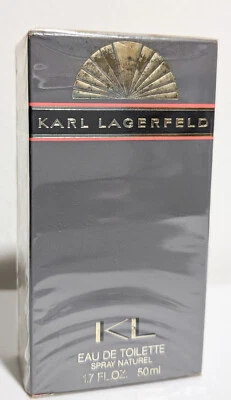 KARL LAGERFELD
KL
EAU DE TOILETTE
SPRAY NATUREL
1.7 FL.OZ. 50ml